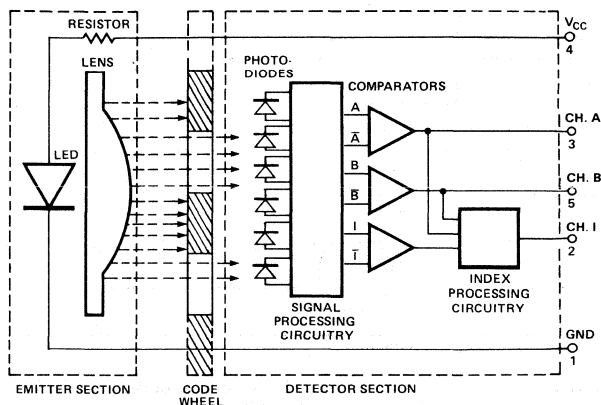 RESISTOR
LENS
LED
PHOTO-
DIODES
COMPARATORS
A
A̅
B
B̅
I
I̅
VCC
4
CH. A
3
CH. B
5
CH. I
2
GND
1
SIGNAL
PROCESSING
CIRCUITRY
INDEX
PROCESSING
CIRCUITRY
EMITTER SECTION
CODE
WHEEL
DETECTOR SECTION